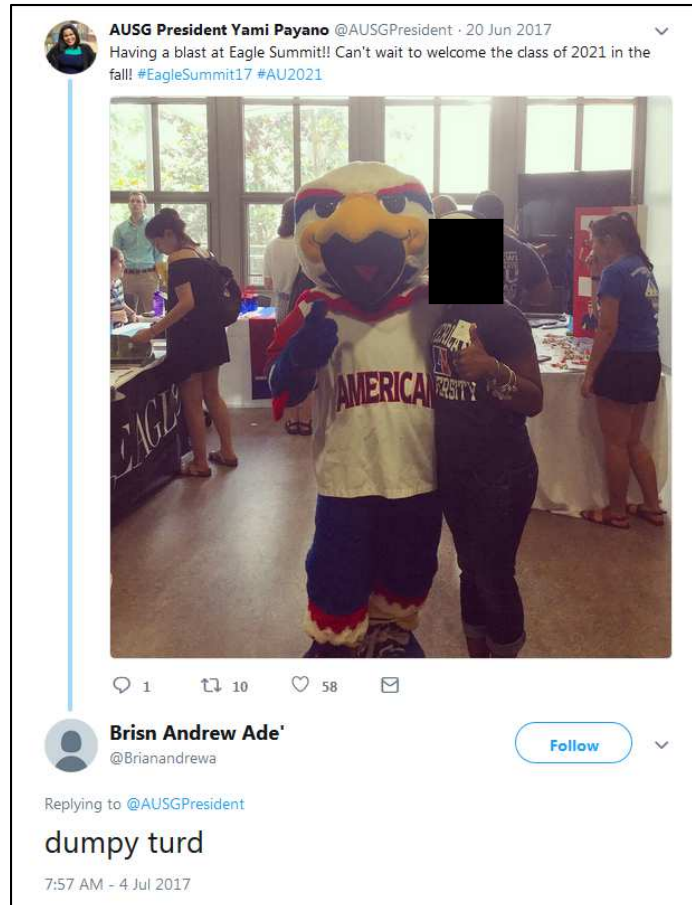 AUSG President Yami Payano @AUSGPresident · 20 Jun 2017
Having a blast at Eagle Summit!! Can't wait to welcome the class of 2021 in the
fall! #EagleSummit17 #AU2021
EAGLE
AMERICA
1 10 58
Brisn Andrew Ade'
@Brianandrewa
Follow
Replying to @AUSGPresident
dumpy turd
7:57 AM - 4 Jul 2017